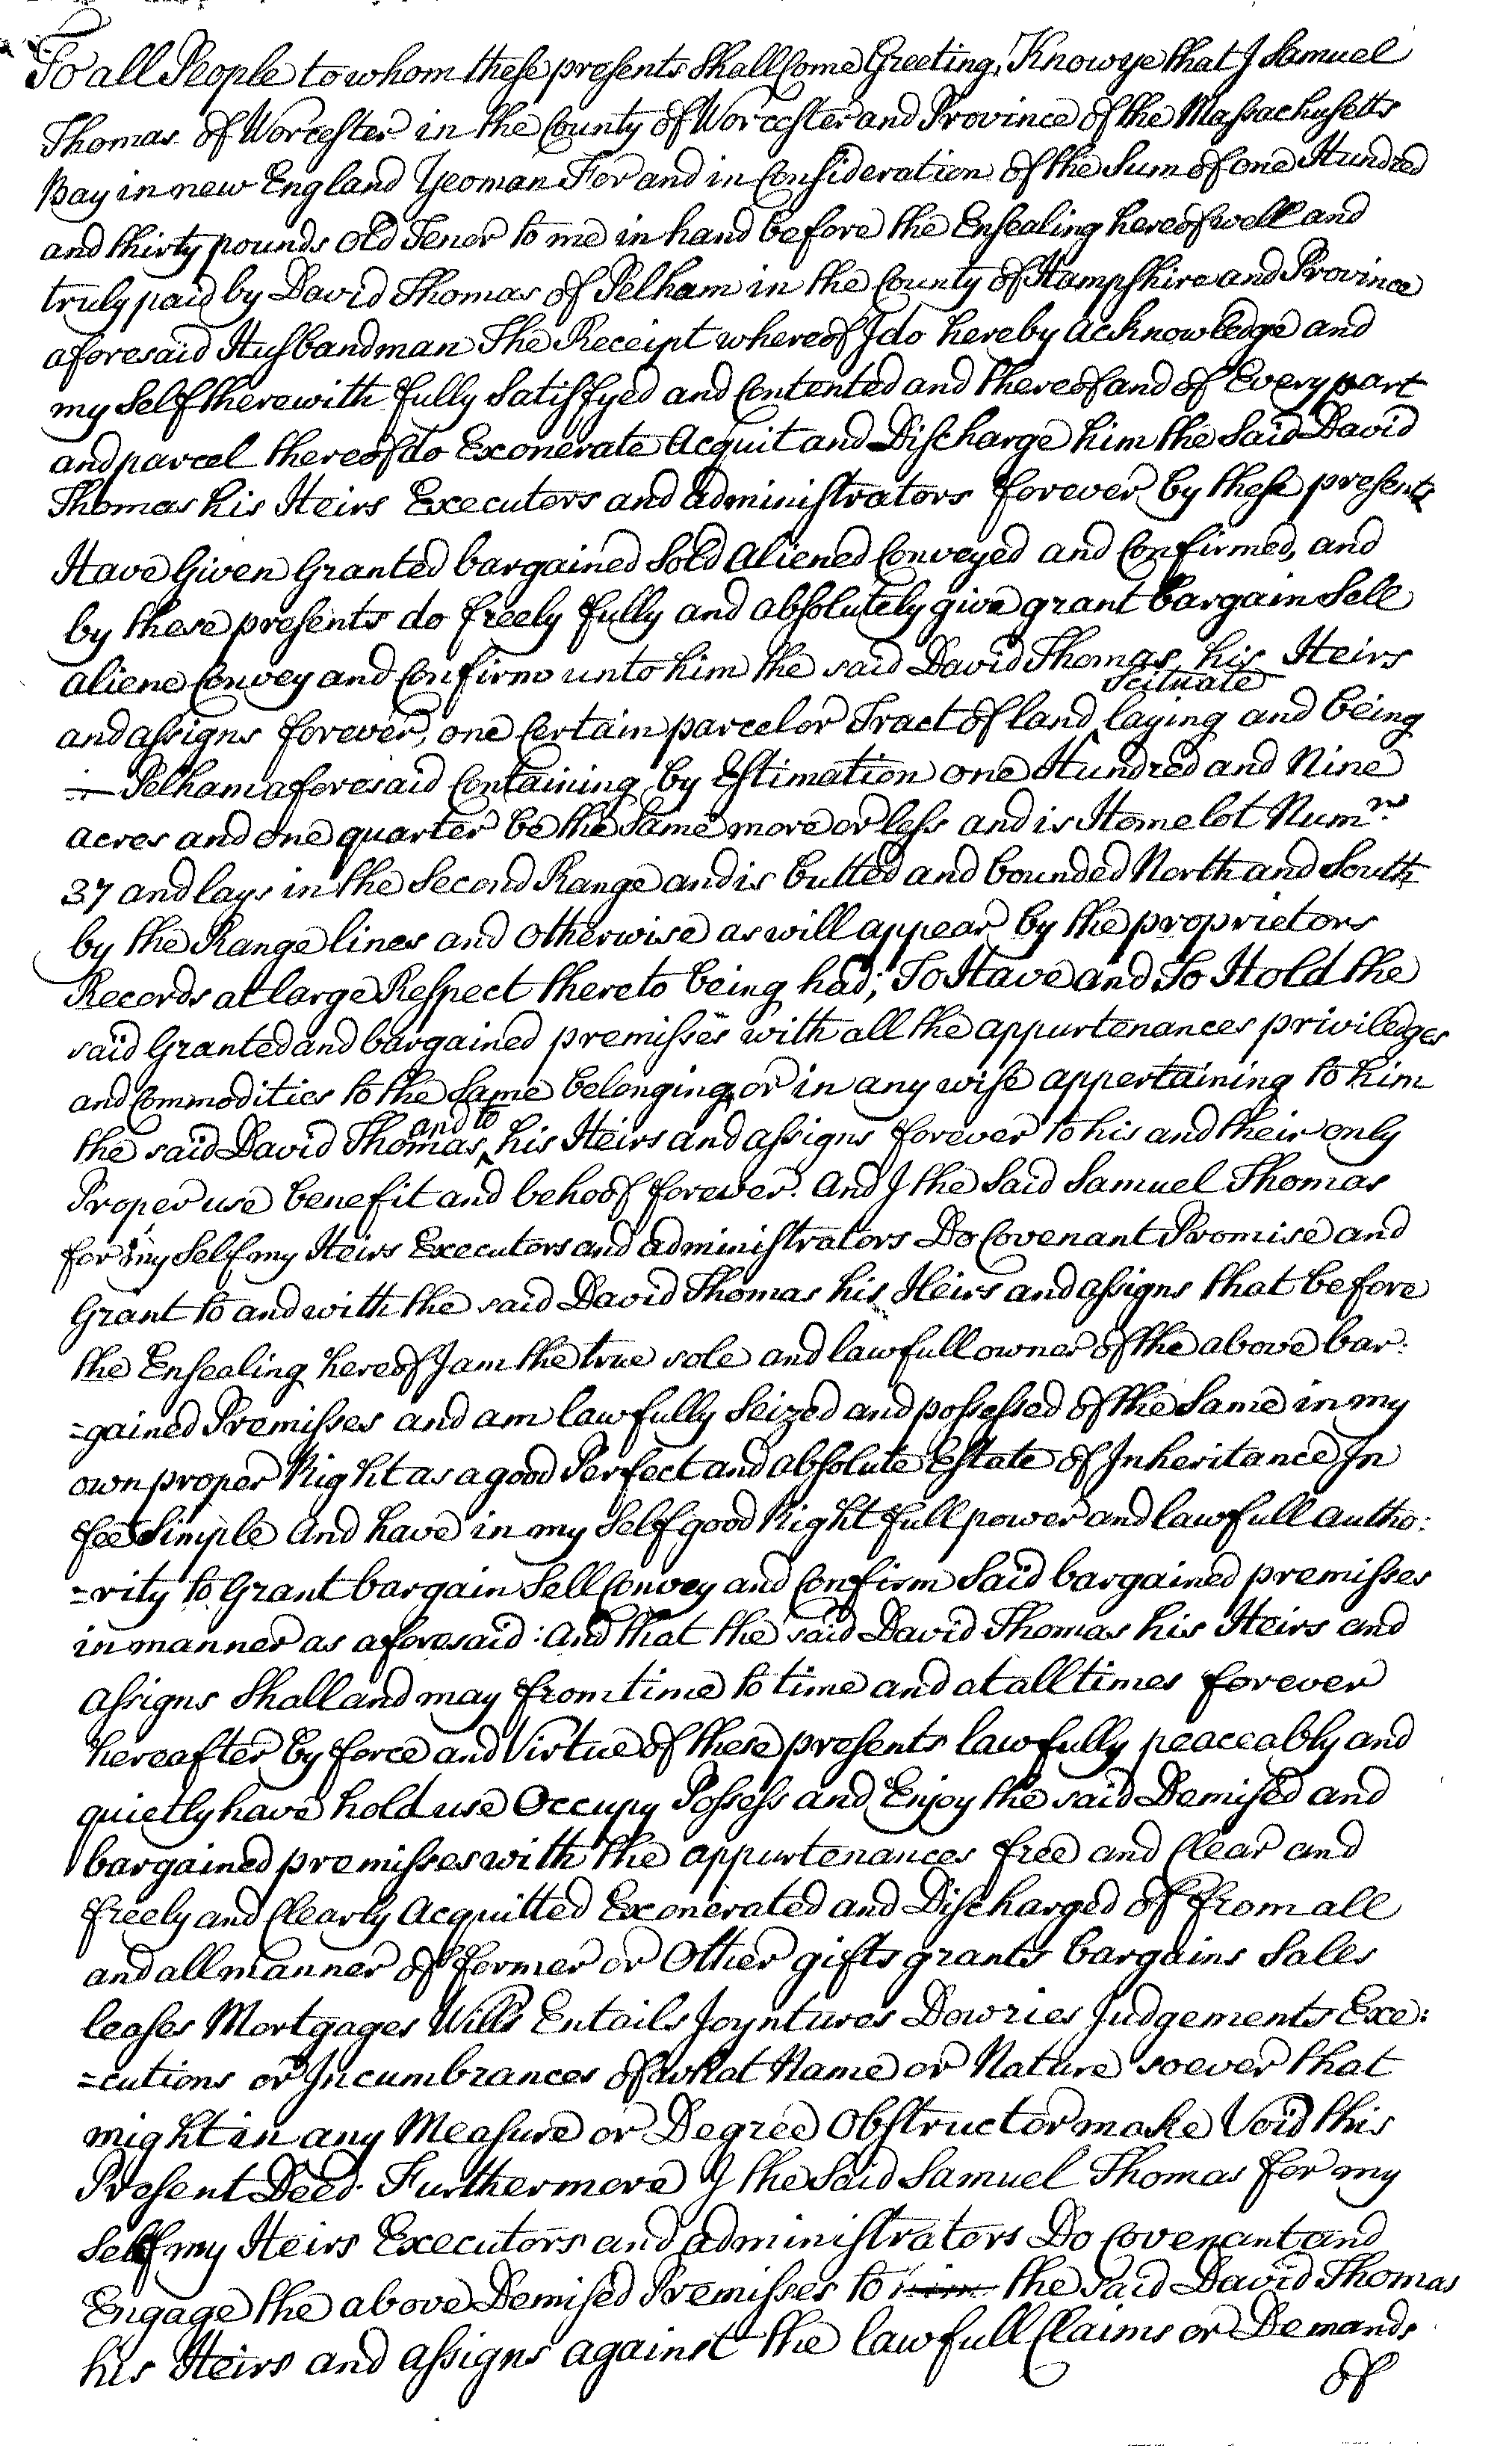 To all People to whom these presents Shall Come Greeting, Know ye that I Samuel
Thomas of Worcester in the County of Worcester and Province of the Massachusetts
Bay in new England Yeoman For and in Consideration of the Sum of one Hundred
and thirty pounds old Tenor to me in hand before the Ensealing hereof well and
truly paid by David Thomas of Pelham in the County of Hampshire and Province
aforesaid Husbandman The Receipt whereof I do hereby acknowledge and
my Self therewith fully Satisfyed and Contented and thereof and of Every part
and parcel thereof do Exonerate Acquit and Discharge him the Said David
Thomas his Heirs Executors and administrators forever by these presents
Have Given Granted bargained Sold aliened Conveyed and Confirmed, and
by these presents do freely fully and absolutely give grant bargain Sell
aliene Convey and Confirm unto him the said David Thomas his Heirs
Scituate
and assigns forever, one Certain parcel or Tract of land laying and being
in Pelham aforesaid Containing by Estimation one Hundred and Nine
acres and one quarter be the Same more or less and is Home lot Numr.
37 and lays in the Second Range and is butted and bounded North and South
by the Range lines and otherwise as will appear by the proprietors
Records at large Respect thereto being had; To Have and To Hold the
said Granted and bargained premisses with all the appurtenances priviledges
and Commodities to the Same belonging or in any wise appertaining to him
and to
the said David Thomas^ his Heirs and assigns forever to his and their only
Proper use benefit and behoof forever. And I the Said Samuel Thomas
for my Self my Heirs Executors and administrators Do Covenant Promise and
Grant to and with the said David Thomas his Heirs and assigns that before
the Ensealing hereof I am the true sole and lawfull owner of the above bar:
=gained Premisses and am lawfully Seized and possessed of the Same in my
own proper Right as a good Perfect and absolute Estate of Inheritance In
fee Simple And have in my Self good Right full power and lawfull autho:
=rity to Grant bargain Sell Convey and Confirm Said bargained premisses
in manner as aforesaid: And that the said David Thomas his Heirs and
assigns Shall and may from time to time and at all times forever
hereafter by force and Virtue of these presents lawfully peaceably and
quietly have hold use Occupy Possess and Enjoy the said Demised and
bargained premisses with the appurtenances free and Clear and
freely and Clearly Acquitted Exonerated and Discharged of from all
and all manner of former or Other gifts grants bargains Sales
leases Mortgages Wills Entails Joyntures Dowries Judgements Exe:
=cutions or Incumbrances of what Name or Nature soever that
might in any Measure or Degree Obstruct or make Void this
Present Deed. Furthermore I the Said Samuel Thomas for my
Self my Heirs Executors and administrators Do Covenant and
Engage the above Demised Premisses to him the said David Thomas
his Heirs and assigns against the lawfull Claims or Demands
of